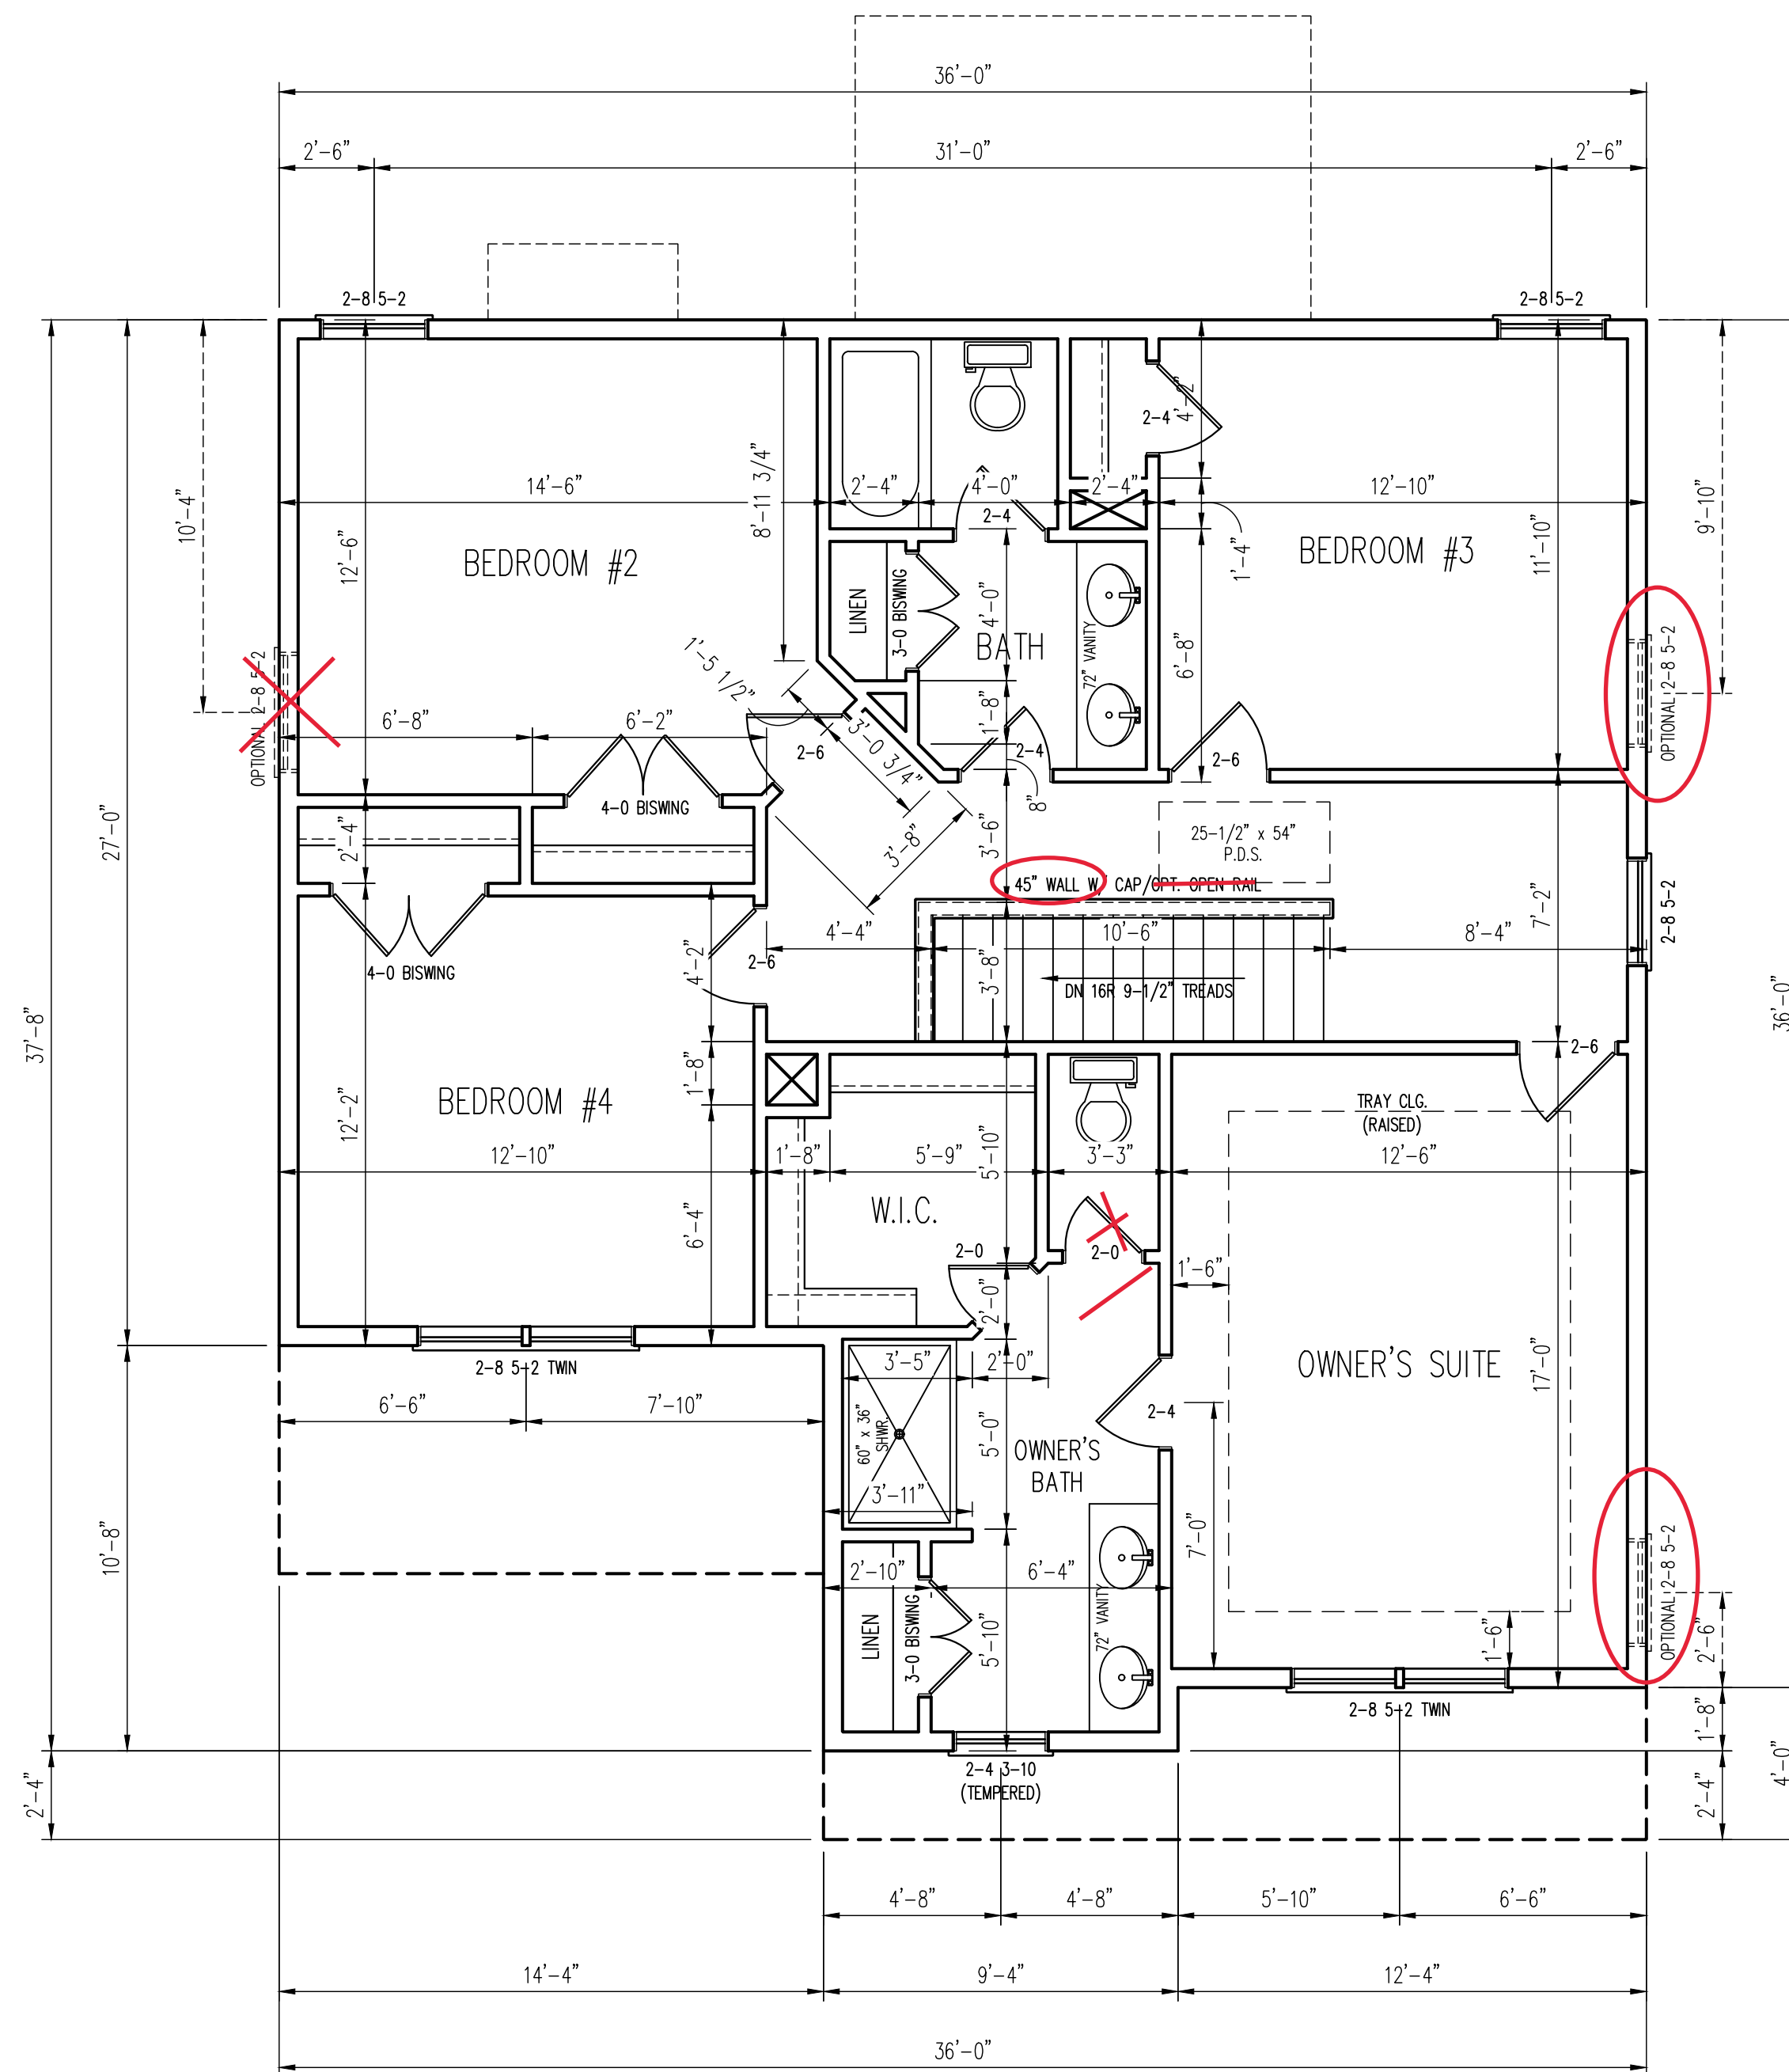 36'-0"
2'-6"
31'-0"
2'-6"
2-8 5-2
2-8 5-2
10'-4"
12'-6"
14'-6"
8'-11 3/4"
2'-4"
4'-0"
2'-4"
2-4
4'-2"
12'-10"
9'-10"
2-4
BEDROOM #2
LINEN
3-0 BISWING
4'-0"
BATH
72" VANITY
1'-4"
6'-8"
BEDROOM #3
11'-10"
OPTIONAL 2-8 5-2
OPTIONAL 2-8 5-2
1'-5 1/2"
6'-8"
6'-2"
2-6
3'-0 3/4"
1'-8"
2-4
2-6
8"
4-0 BISWING
27'-0"
2'-4"
3'-8"
3'-6"
25-1/2" x 54"
P.D.S.
45" WALL W/ CAP/OPT. OPEN RAIL
7'-2"
2-8 5-2
4-0 BISWING
4'-2"
2-6
4'-4"
10'-6"
8'-4"
3'-8"
DN 16R 9-1/2" TREADS
37'-8"
36'-0"
2-6
1'-8"
BEDROOM #4
12'-2"
TRAY CLG.
(RAISED)
12'-10"
1'-8"
5'-9"
5'-10"
3'-3"
12'-6"
6'-4"
W.I.C.
2-0
2-0
1'-6"
2'-0"
2-8 5-2 TWIN
3'-5"
2'-0"
OWNER'S SUITE
17'-0"
6'-6"
7'-10"
60" x 36"
SHWR.
5'-0"
2-4
OWNER'S
BATH
3'-11"
10'-8"
7'-0"
2'-10"
6'-4"
LINEN
3-0 BISWING
5'-10"
72" VANITY
1'-6"
OPTIONAL 2-8 5-2
2'-6"
2-8 5-2 TWIN
1'-8"
2-4 3-10
(TEMPERED)
2'-4"
2'-4"
4'-0"
4'-8"
4'-8"
5'-10"
6'-6"
14'-4"
9'-4"
12'-4"
36'-0"